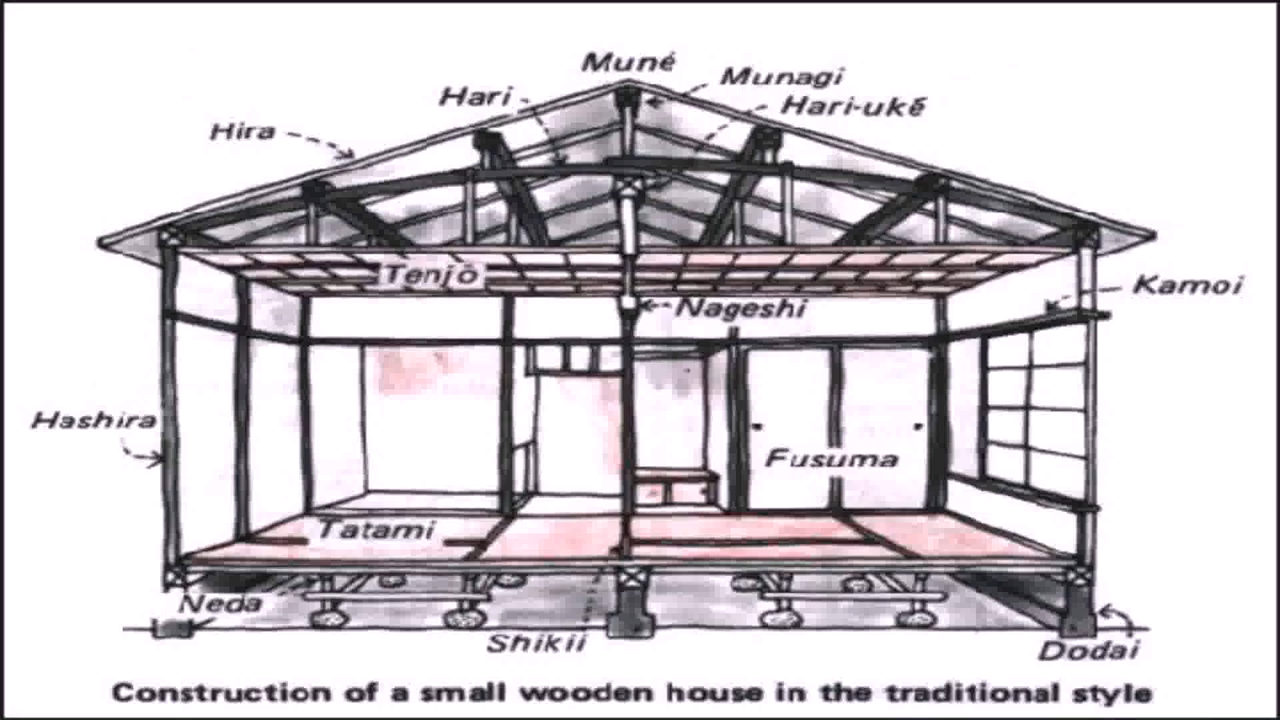 Muné
Munagi
Hari
Hari-uké
Hira
Tenjō
Kamoi
Nageshi
Hashira
Fusuma
Tatami
Neda
Shikii
Dodai
Construction of a small wooden house in the traditional style